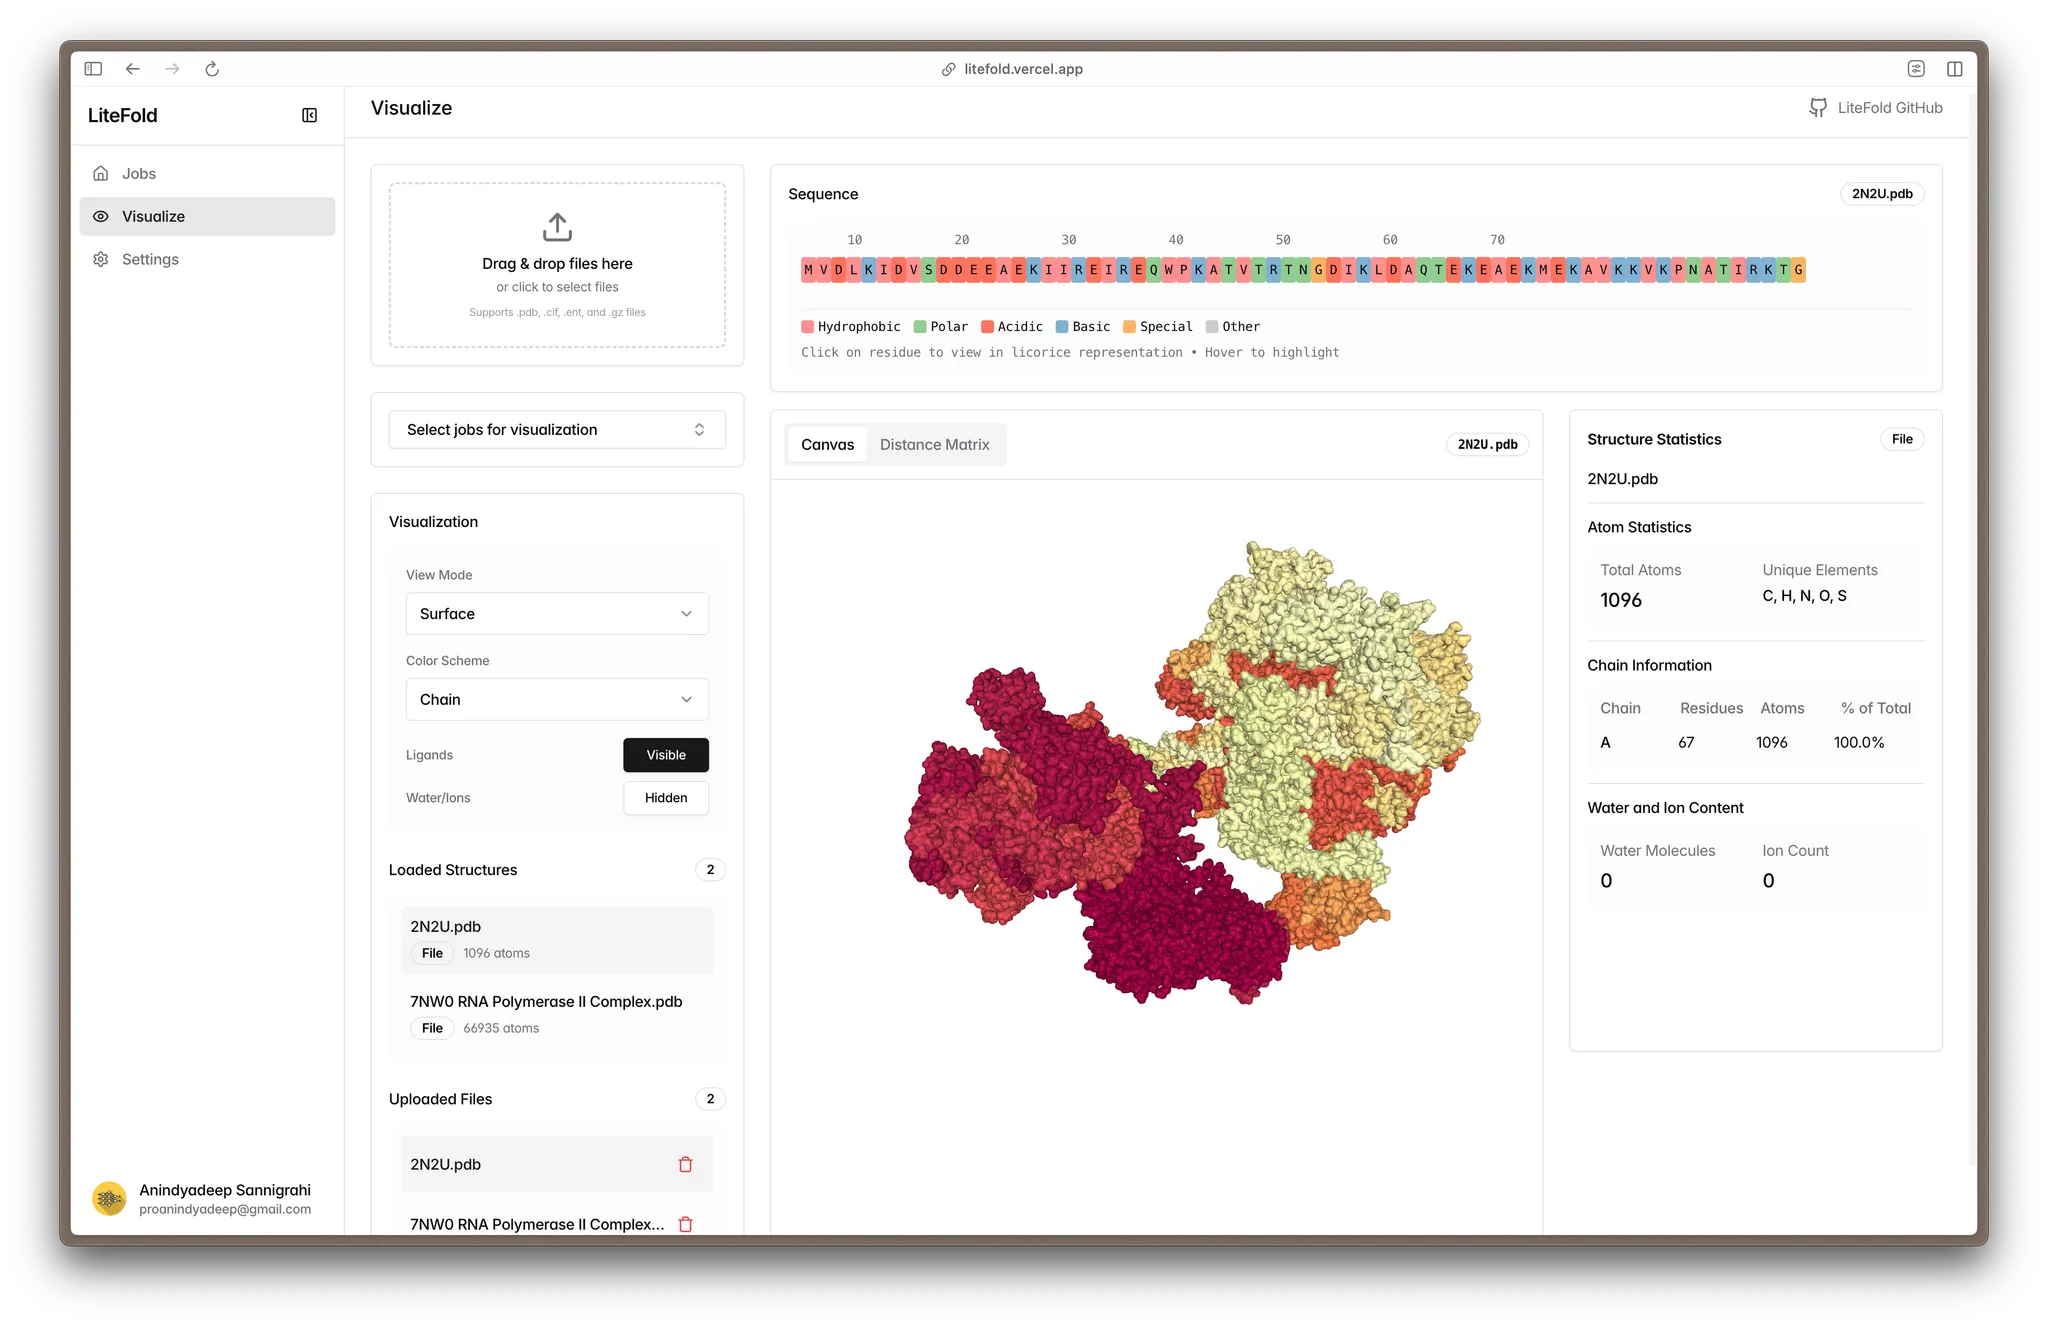 litefold.vercel.app
LiteFold
Jobs
Visualize
Settings
Anindyadeep Sannigrahi
proanindyadeep@gmail.com
Visualize
LiteFold GitHub
Drag & drop files here
or click to select files
Supports .pdb, .cif, .ent, and .gz files
Select jobs for visualization
Visualization
View Mode
Surface
Color Scheme
Chain
Ligands Visible
Water/Ions Hidden
Loaded Structures 2
2N2U.pdb
File 1096 atoms
7NW0 RNA Polymerase II Complex.pdb
File 66935 atoms
Uploaded Files 2
2N2U.pdb
7NW0 RNA Polymerase II Complex...
Sequence 2N2U.pdb
10 20 30 40 50 60 70
M V D L K I D V S D D E E A E K I I R E I R E Q W P K A T V T R T N G D I K L D A Q T E K E A E K M E K A V K K V K P N A T I R K T G
Hydrophobic Polar Acidic Basic Special Other
Click on residue to view in licorice representation • Hover to highlight
Canvas Distance Matrix 2N2U.pdb
Structure Statistics File
2N2U.pdb
Atom Statistics
Total Atoms Unique Elements
1096 C, H, N, O, S
Chain Information
Chain Residues Atoms % of Total
A 67 1096 100.0%
Water and Ion Content
Water Molecules Ion Count
0 0